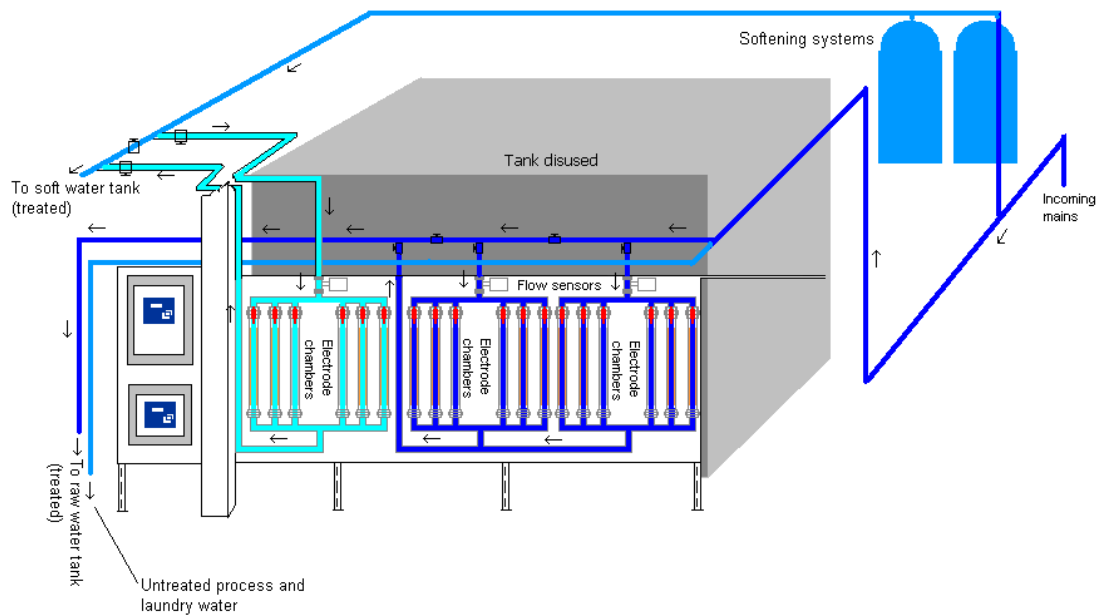 Softening systems
Tank disused
To soft water tank
(treated)
Incoming
mains
Flow sensors
Electrode
chambers
Electrode
chambers
Electrode
chambers
To raw water tank
(treated)
Untreated process and
laundry water